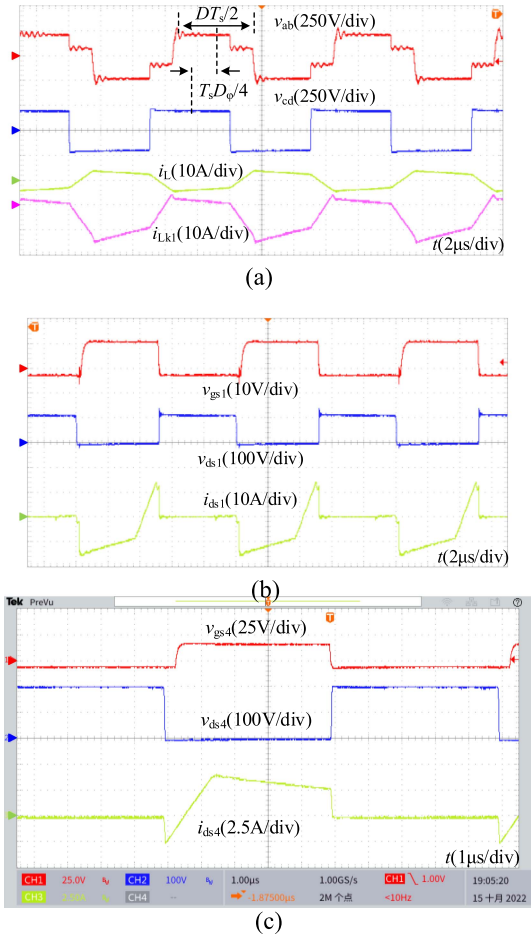 DTs/2
vab(250V/div)
TsDφ/4
vcd(250V/div)
iL(10A/div)
iLk1(10A/div)
t(2μs/div)
(a)
vgs1(10V/div)
vds1(100V/div)
ids1(10A/div)
t(2μs/div)
(b)
Tek PreVu
vgs4(25V/div)
vds4(100V/div)
ids4(2.5A/div)
t(1μs/div)
CH1 25.0V CH2 100V 1.00μs 1.00GS/s CH1 1.00V 19:05:20
CH3 2.50A CH4 -- -1.87500μs 2M 个点 <10Hz 15 十月 2022
(c)